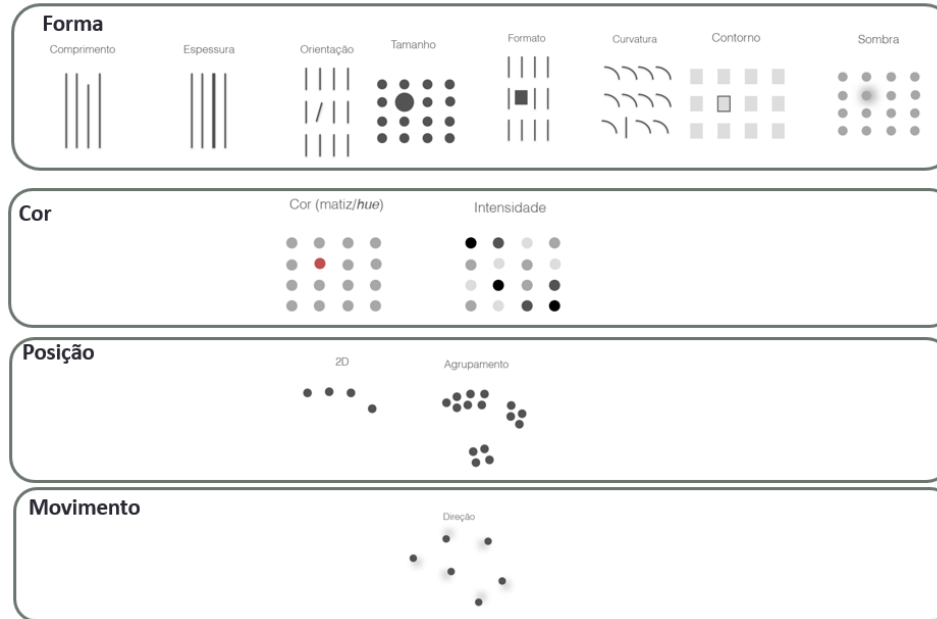 Forma
Comprimento
Espessura
Orientação
Tamanho
Formato
Curvatura
Contorno
Sombra
Cor
Cor (matiz/hue)
Intensidade
Posição
2D
Agrupamento
Movimento
Direção